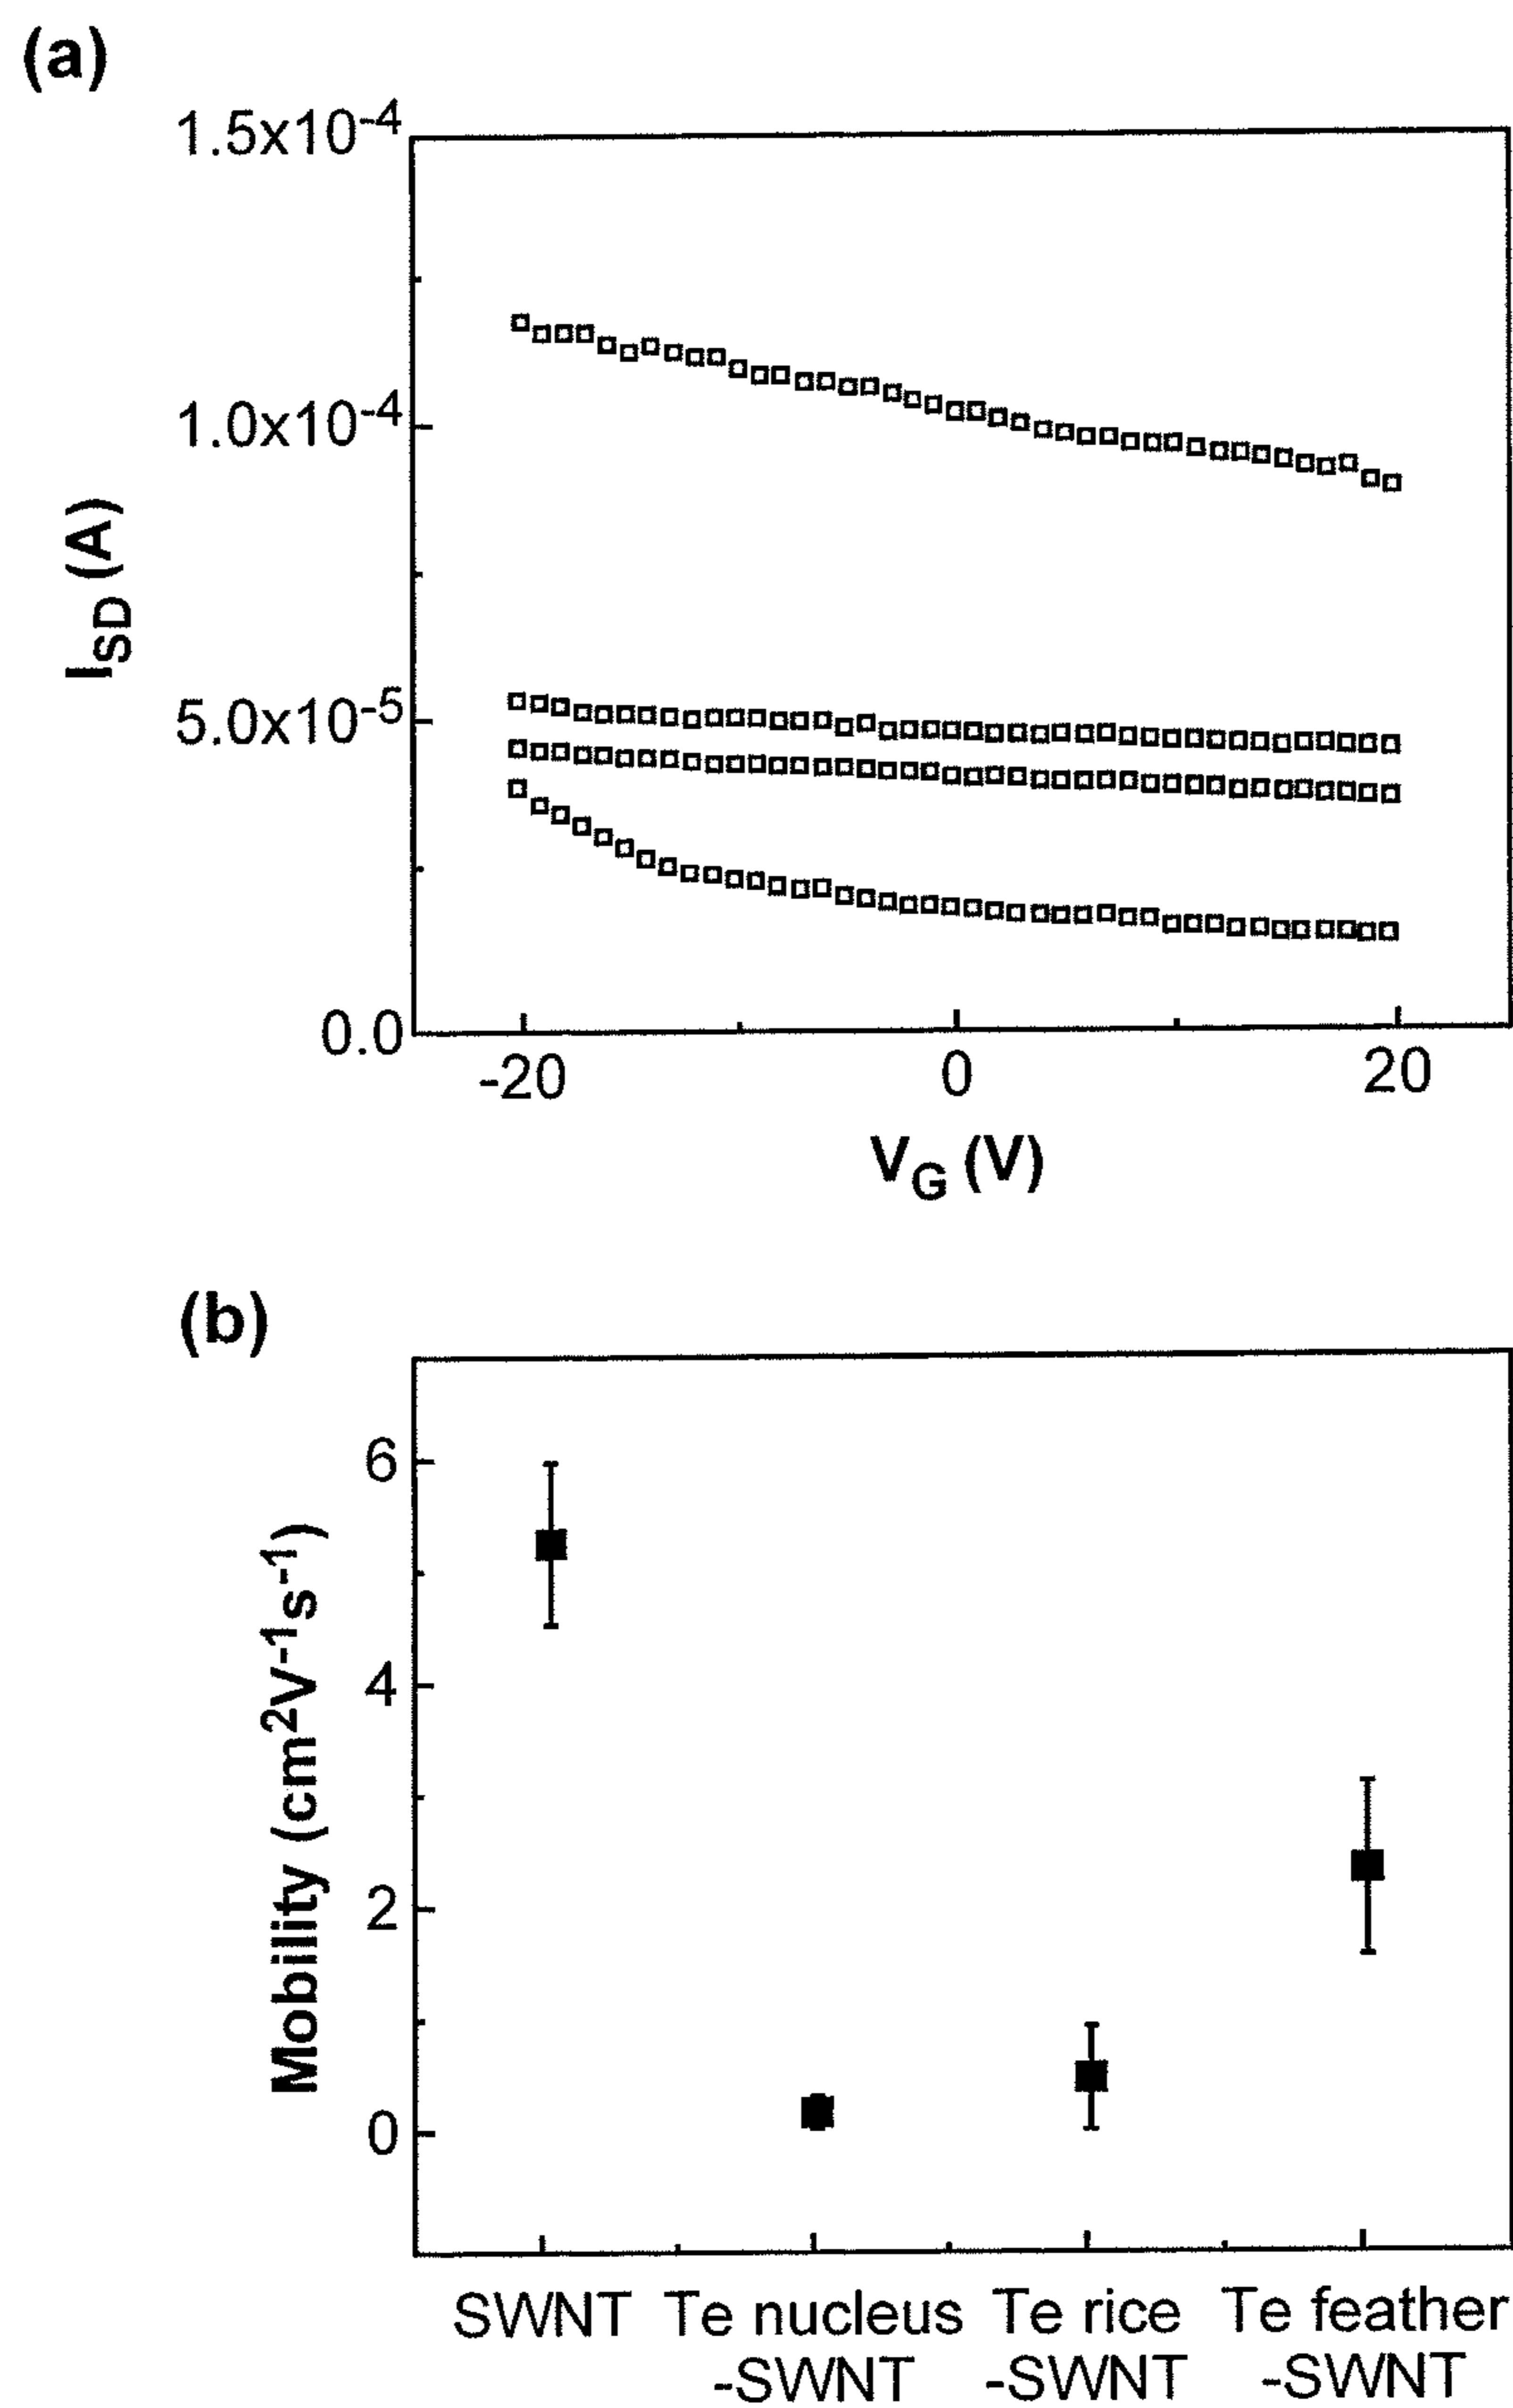 (a)
1.5x10-4
1.0x10-4
5.0x10-5
0.0
ISD (A)
-20 0 20
VG (V)
(b)
6
4
2
0
Mobility (cm2V-1s-1)
SWNT Te nucleus Te rice Te feather
-SWNT -SWNT -SWNT